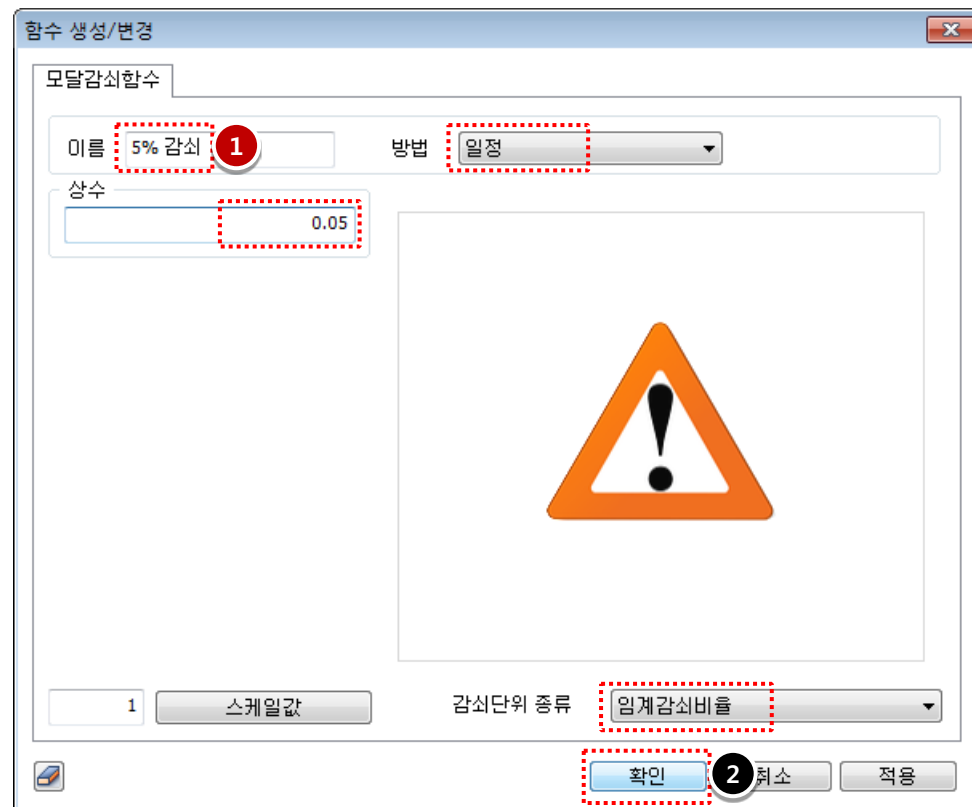 함수 생성/변경
모달감쇠함수
이름 5% 감쇠 1 방법 일정
상수
0.05
1 스케일값 감쇠단위 종류 임계감쇠비율
확인 2 취소 적용